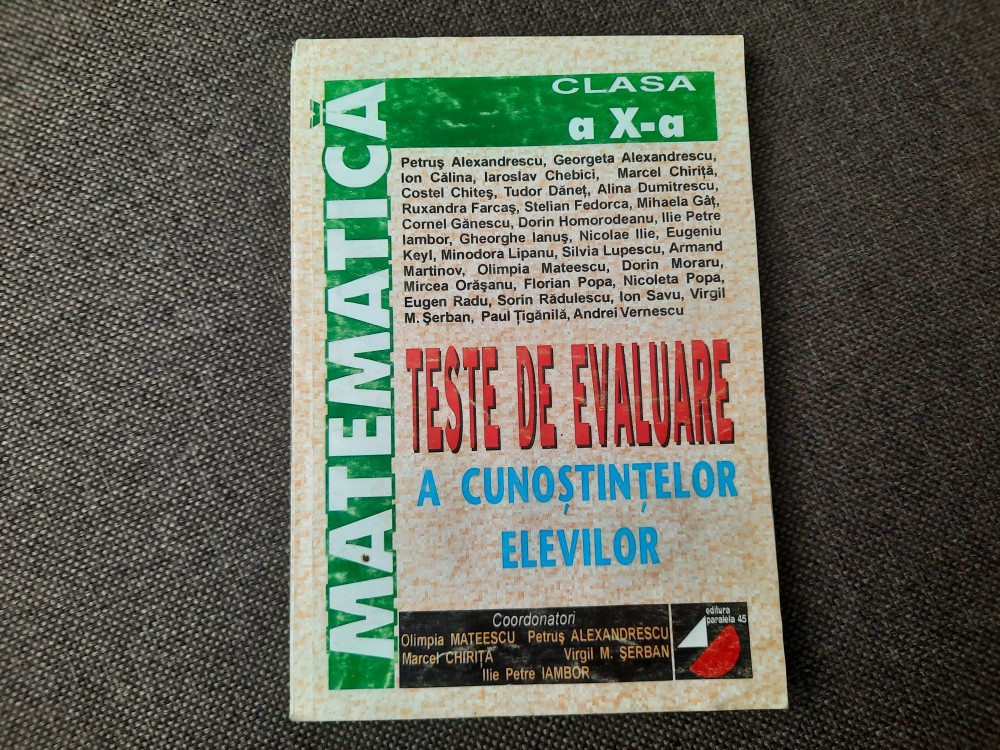 MATEMATICĂ
CLASA
a X-a
Petruş Alexandrescu, Georgeta Alexandrescu,
Ion Călina, Iaroslav Chebici, Marcel Chiriţă,
Costel Chiteş, Tudor Dăneţ, Alina Dumitrescu,
Ruxandra Farcaş, Stelian Fedorca, Mihaela Gâţ,
Cornel Gănescu, Dorin Homorodeanu, Ilie Petre
Iambor, Gheorghe Ianuş, Nicolae Ilie, Eugeniu
Keyl, Minodora Lipanu, Silvia Lupescu, Armand
Martinov, Olimpia Mateescu, Dorin Moraru,
Mircea Orăşanu, Florian Popa, Nicoleta Popa,
Eugen Radu, Sorin Rădulescu, Ion Savu, Virgil
M. Şerban, Paul Ţigănilă, Andrei Vernescu
TESTE DE EVALUARE
A CUNOŞTINŢELOR
ELEVILOR
Coordonatori
Olimpia MATEESCU Petruş ALEXANDRESCU
Marcel CHIRIŢĂ Virgil M. ŞERBAN
Ilie Petre IAMBOR
editura
paralela 45